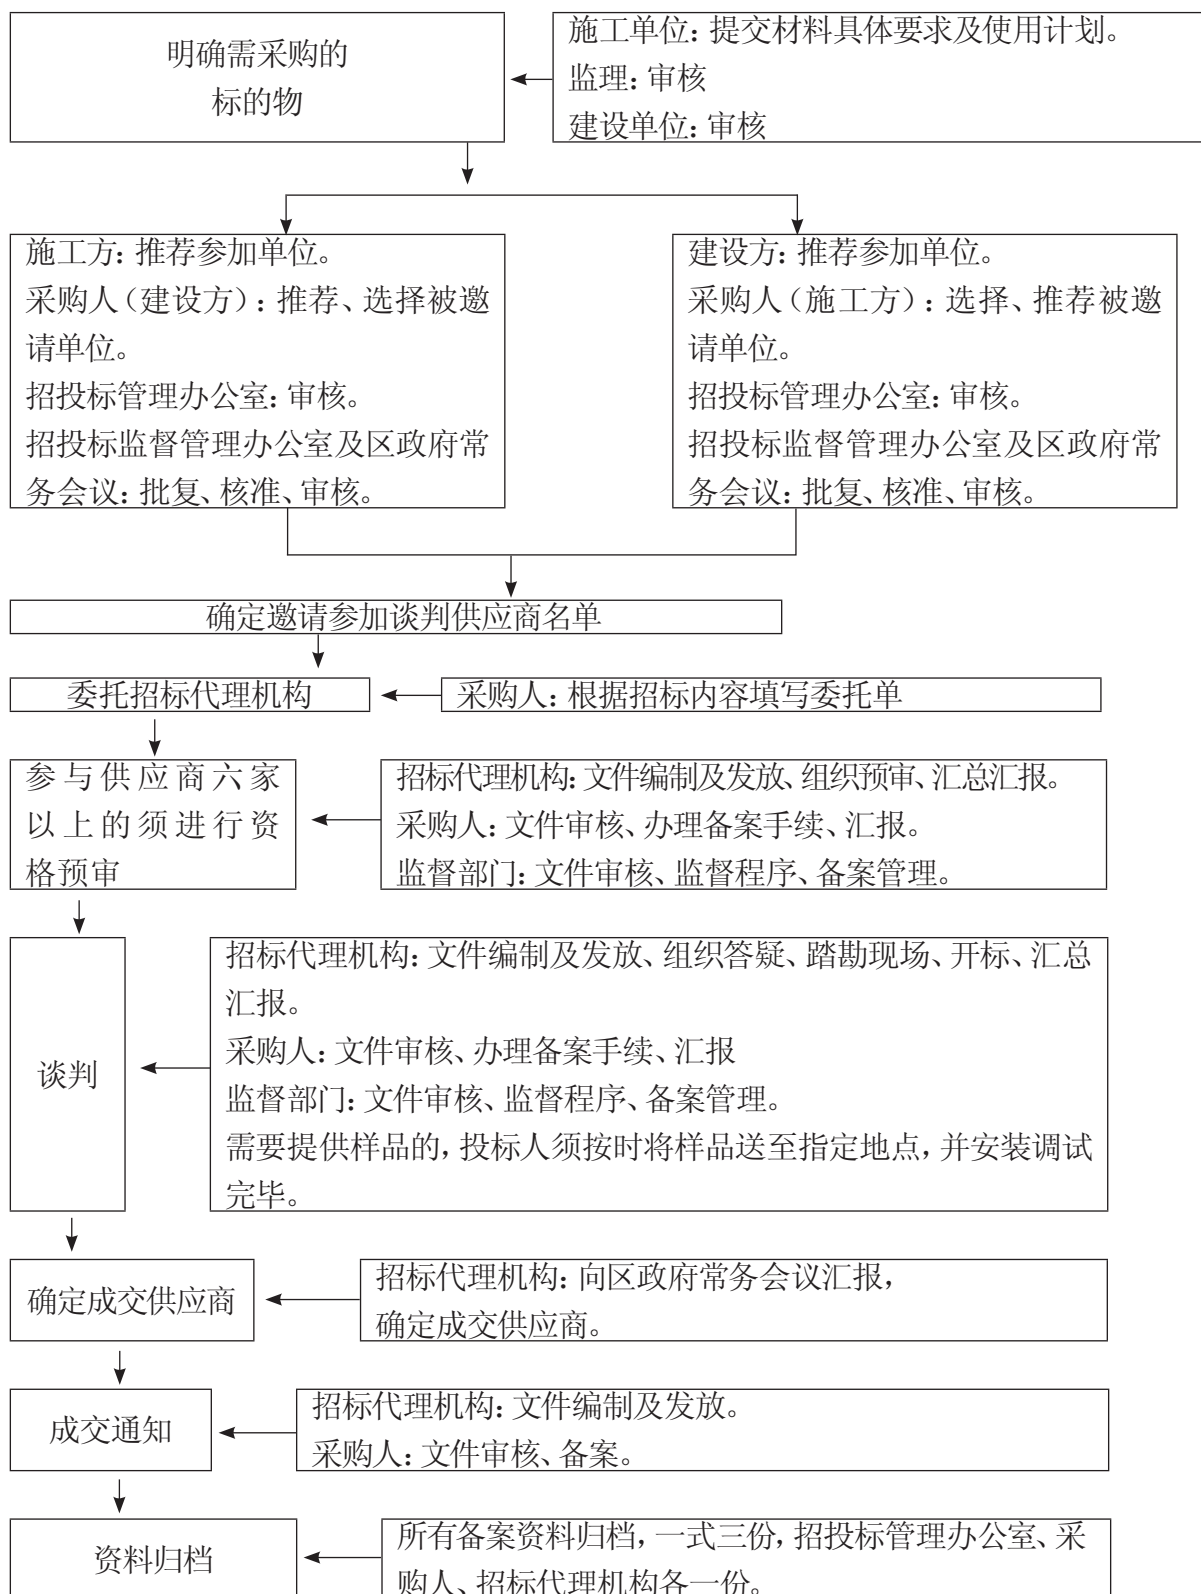 明确需采购的
标的物
施工单位：提交材料具体要求及使用计划。
监理：审核
建设单位：审核
施工方：推荐参加单位。
采购人（建设方）：推荐、选择被邀
请单位。
招投标管理办公室：审核。
招投标监督管理办公室及区政府常
务会议：批复、核准、审核。
建设方：推荐参加单位。
采购人（施工方）：选择、推荐被邀
请单位。
招投标管理办公室：审核。
招投标监督管理办公室及区政府常
务会议：批复、核准、审核。
确定邀请参加谈判供应商名单
委托招标代理机构
采购人：根据招标内容填写委托单
参与供应商六家
以上的须进行资
格预审
招标代理机构：文件编制及发放、组织预审、汇总汇报。
采购人：文件审核、办理备案手续、汇报。
监督部门：文件审核、监督程序、备案管理。
谈判
招标代理机构：文件编制及发放、组织答疑、踏勘现场、开标、汇总
汇报。
采购人：文件审核、办理备案手续、汇报
监督部门：文件审核、监督程序、备案管理。
需要提供样品的，投标人须按时将样品送至指定地点，并安装调试
完毕。
确定成交供应商
招标代理机构：向区政府常务会议汇报，
确定成交供应商。
成交通知
招标代理机构：文件编制及发放。
采购人：文件审核、备案。
资料归档
所有备案资料归档，一式三份，招投标管理办公室、采
购人、招标代理机构各一份。